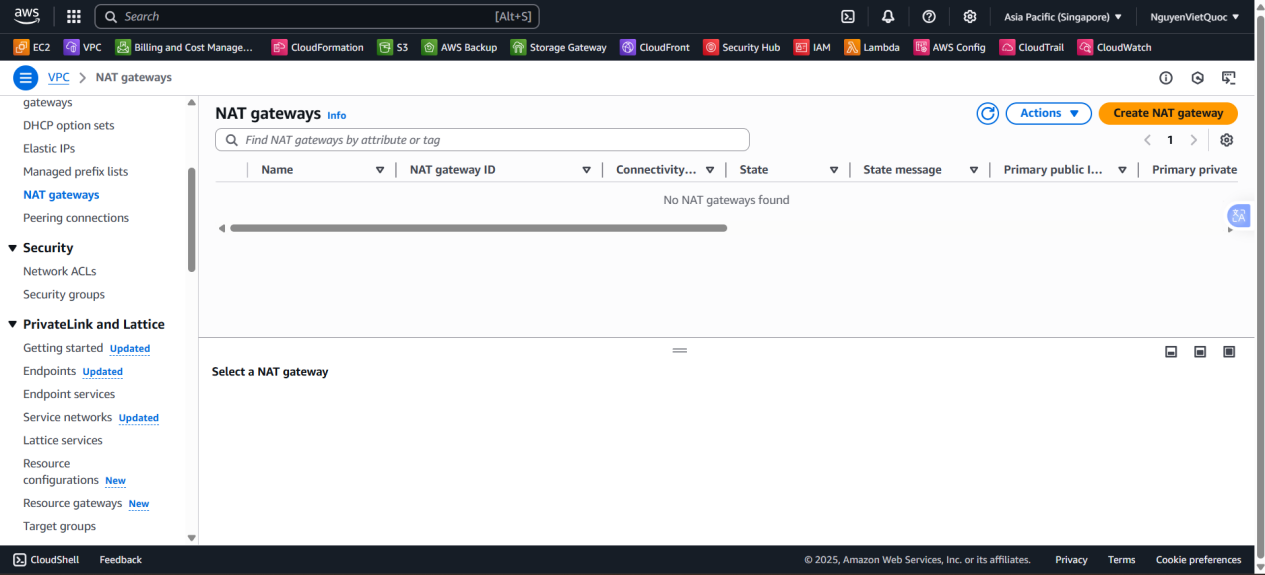 aws
Search [Alt+S]
Asia Pacific (Singapore) NguyenVietQuoc
EC2 VPC Billing and Cost Manage... CloudFormation S3 AWS Backup Storage Gateway CloudFront Security Hub IAM Lambda AWS Config CloudTrail CloudWatch
VPC NAT gateways
gateways
DHCP option sets
Elastic IPs
Managed prefix lists
NAT gateways
Peering connections
Security
Network ACLs
Security groups
PrivateLink and Lattice
Getting started Updated
Endpoints Updated
Endpoint services
Service networks Updated
Lattice services
Resource
configurations New
Resource gateways New
Target groups
NAT gateways Info
Actions Create NAT gateway
Find NAT gateways by attribute or tag
1
Name NAT gateway ID Connectivity... State State message Primary public I... Primary private
No NAT gateways found
Select a NAT gateway
CloudShell Feedback © 2025, Amazon Web Services, Inc. or its affiliates. Privacy Terms Cookie preferences